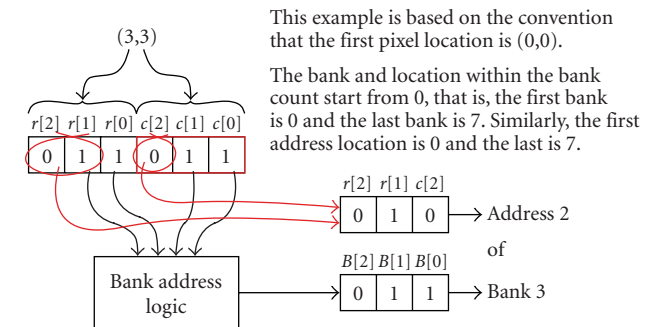 This example is based on the convention
that the first pixel location is (0,0).
(3,3)
The bank and location within the bank
count start from 0, that is, the first bank
is 0 and the last bank is 7. Similarly, the first
address location is 0 and the last is 7.
r[2] r[1] r[0] c[2] c[1] c[0]
0 1 1 0 1 1
r[2] r[1] c[2]
0 1 0 Address 2
of
B[2] B[1] B[0]
0 1 1 Bank 3
Bank address
logic